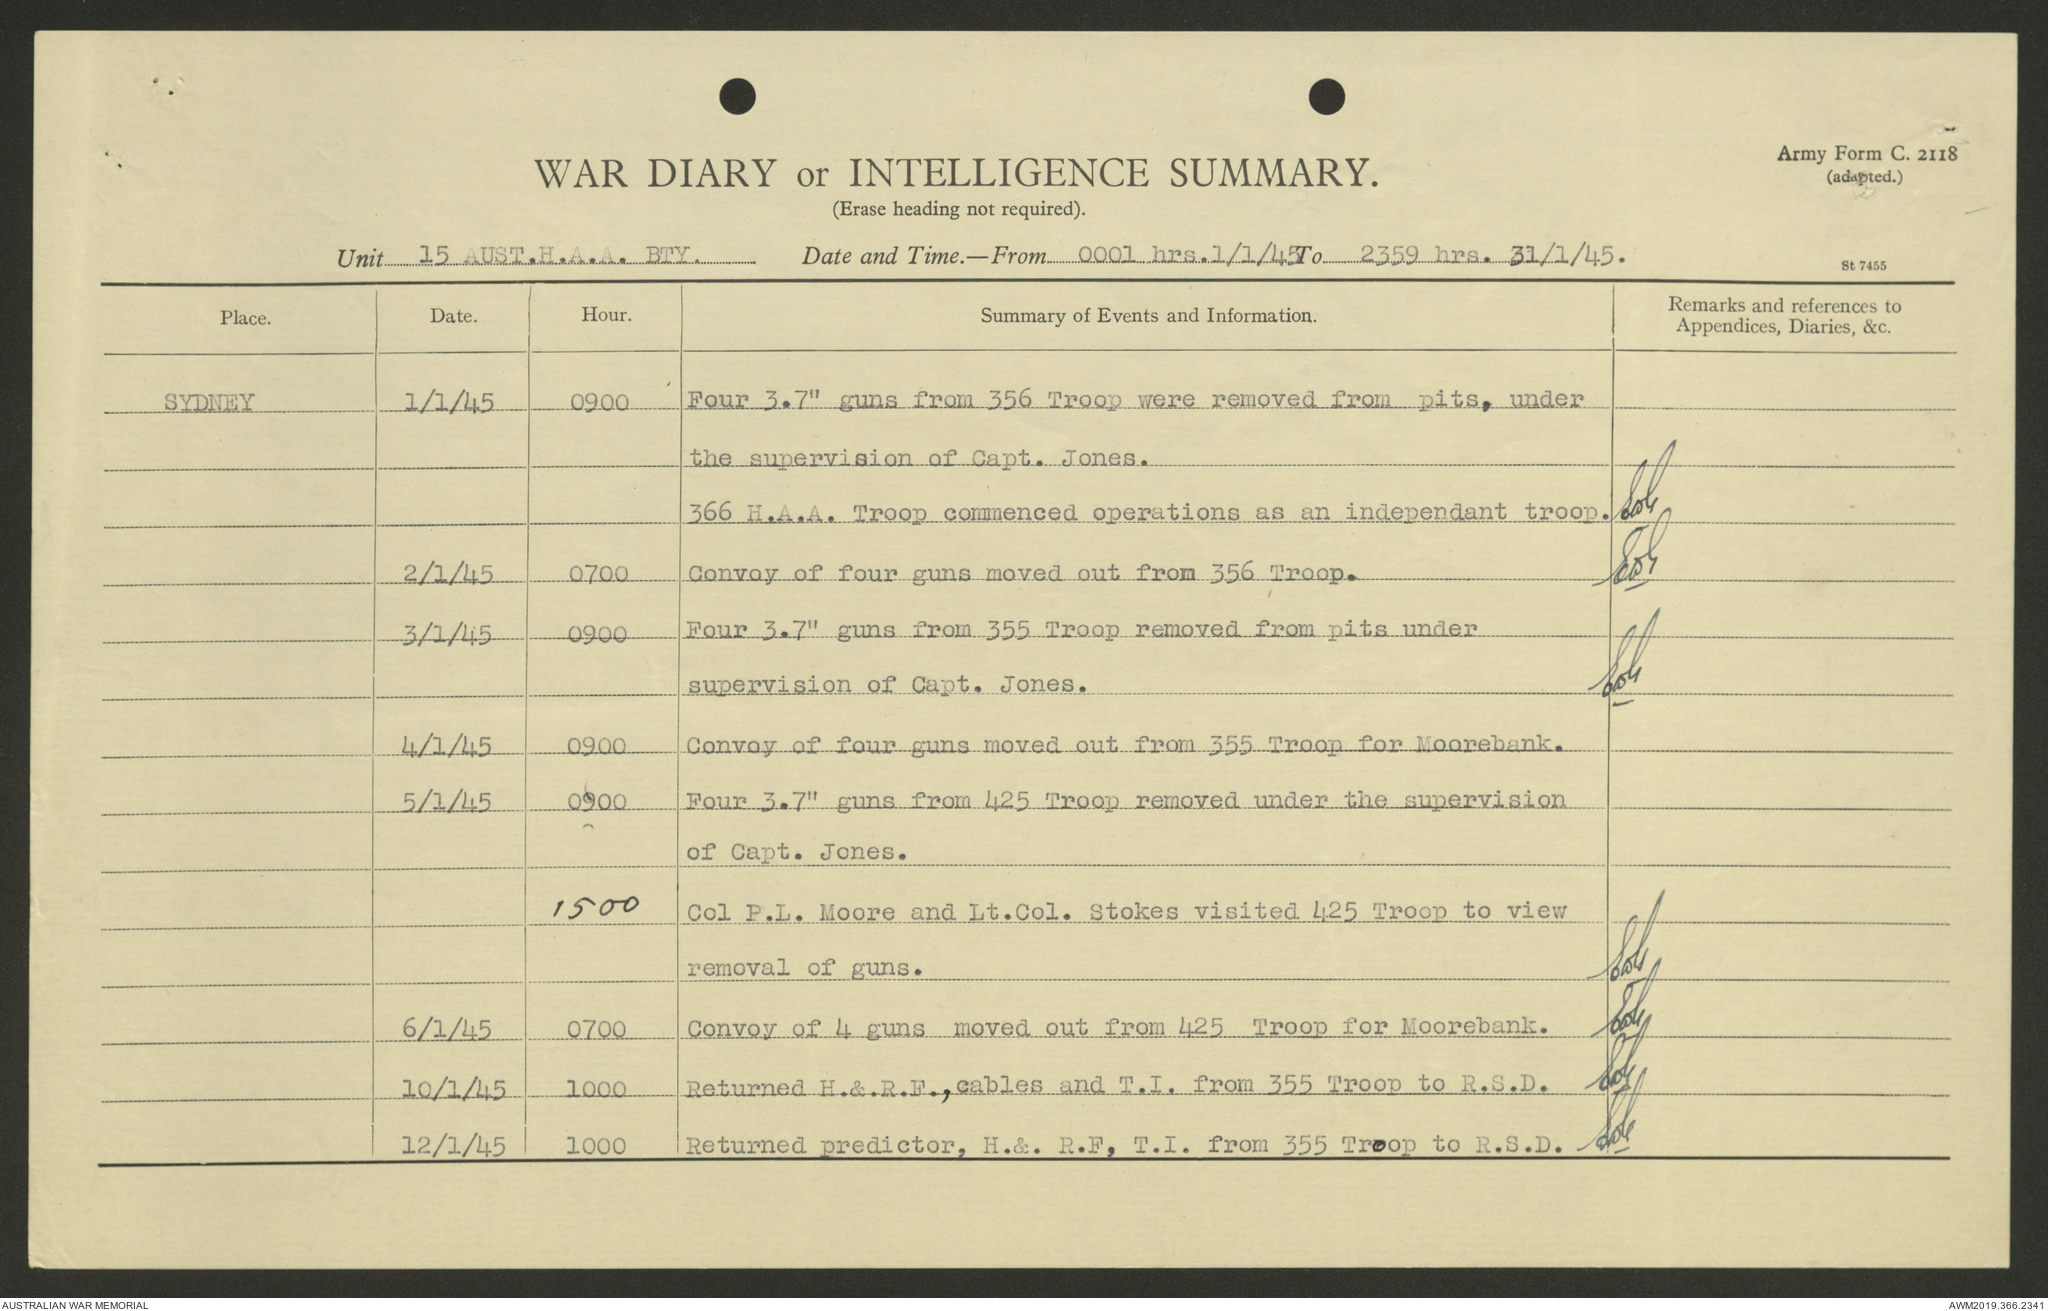 WAR DIARY or INTELLIGENCE SUMMARY.
Army Form C. 2118
(adapted.)
(Erase heading not required).
Unit 15 AUST.H.A.A. BTY. Date and Time.—From 0001 hrs.1/1/45 To 2359 hrs. 31/1/45.
St 7455
Place. Date. Hour. Summary of Events and Information. Remarks and references to
Appendices, Diaries, &c.
SYDNEY 1/1/45 0900 Four 3.7" guns from 356 Troop were removed from pits, under
the supervision of Capt. Jones.
366 H.A.A. Troop commenced operations as an independant troop.
2/1/45 0700 Convoy of four guns moved out from 356 Troop.
3/1/45 0900 Four 3.7" guns from 355 Troop removed from pits under
supervision of Capt. Jones.
4/1/45 0900 Convoy of four guns moved out from 355 Troop for Moorebank.
5/1/45 0900 Four 3.7" guns from 425 Troop removed under the supervision
of Capt. Jones.
1500 Col P.L. Moore and Lt.Col. Stokes visited 425 Troop to view
removal of guns.
6/1/45 0700 Convoy of 4 guns moved out from 425 Troop for Moorebank.
10/1/45 1000 Returned H.&.R.F.,cables and T.I. from 355 Troop to R.S.D.
12/1/45 1000 Returned predictor, H.&. R.F, T.I. from 355 Troop to R.S.D.
AUSTRALIAN WAR MEMORIAL AWM2019.366.2341